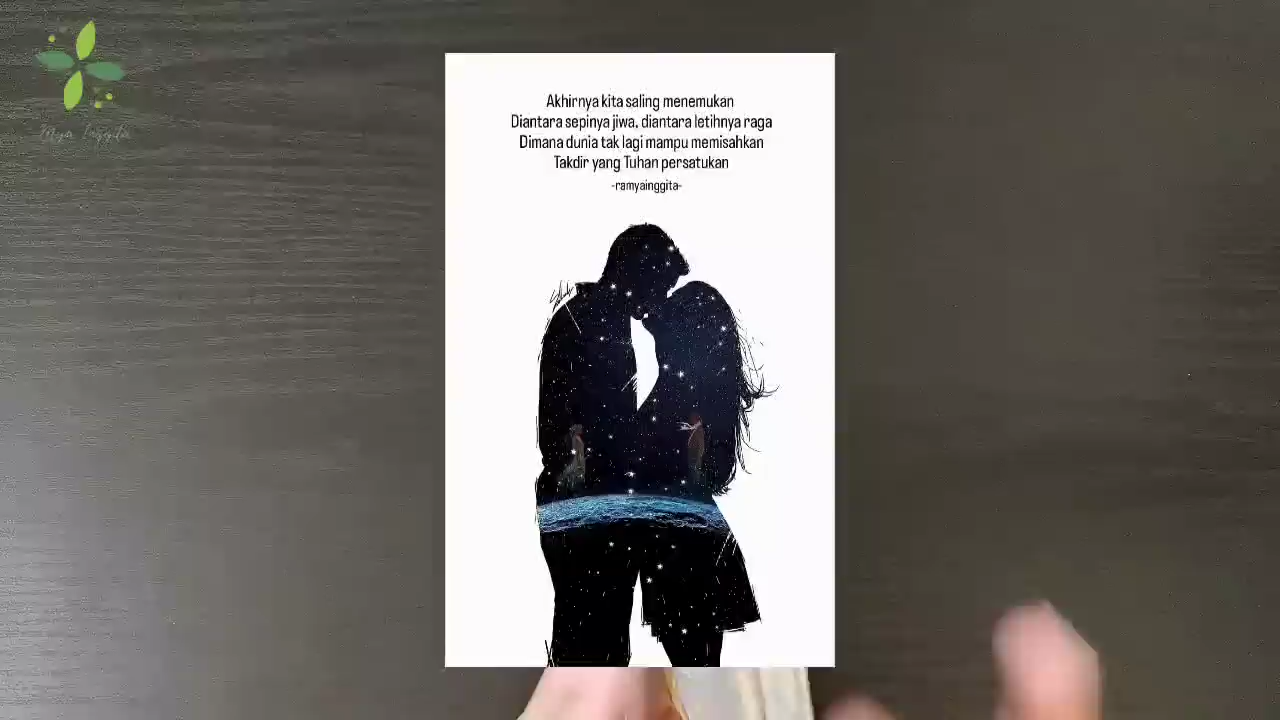 Akhirnya kita saling menemukan
Diantara sepinya jiwa, diantara letihnya raga
Dimana dunia tak lagi mampu memisahkan
Takdir yang Tuhan persatukan
-ramyainggita-